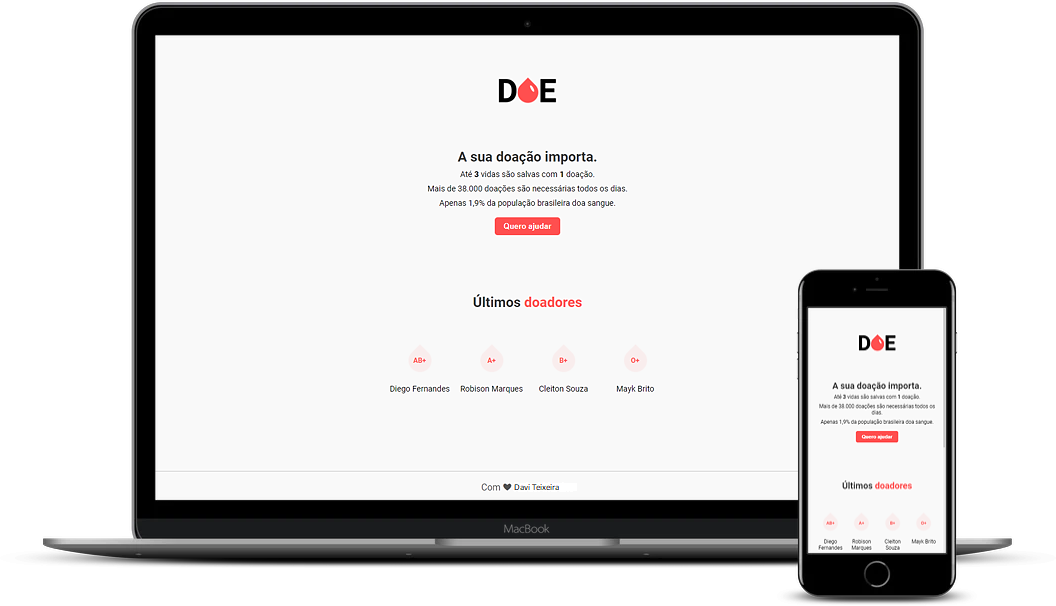 DOE
A sua doação importa.
Até 3 vidas são salvas com 1 doação.
Mais de 38.000 doações são necessárias todos os dias.
Apenas 1,9% da população brasileira doa sangue.
Quero ajudar
Últimos doadores
AB+ A+ B+ O+
Diego Fernandes Robison Marques Cleiton Souza Mayk Brito
Com ♥ Davi Teixeira
MacBook
DOE
A sua doação importa.
Até 3 vidas são salvas com 1 doação.
Mais de 38.000 doações são necessárias todos os
dias.
Apenas 1,9% da população brasileira doa sangue.
Quero ajudar
Últimos doadores
AB+ A+ B+ O+
Diego Robison Cleiton Mayk Brito
Fernandes Marques Souza